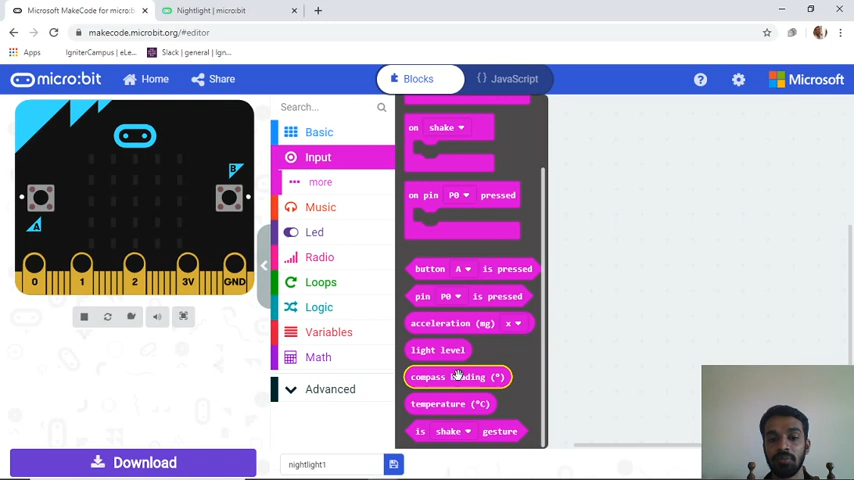 Microsoft MakeCode for micro:b
Nightlight | micro:bit
makecode.microbit.org/#editor
Apps
IgniterCampus | eLe...
Slack | general | Ign...
micro:bit
Home
Share
Blocks
{} JavaScript
?
Microsoft
Search...
Basic
Input
more
Music
Led
Radio
Loops
Logic
Variables
Math
Advanced
on shake
on pin P0 pressed
button A is pressed
pin P0 is pressed
acceleration (mg) x
light level
compass heading (°)
temperature (°C)
is shake gesture
A
B
0
1
2
3V
GND
Download
nightlight1